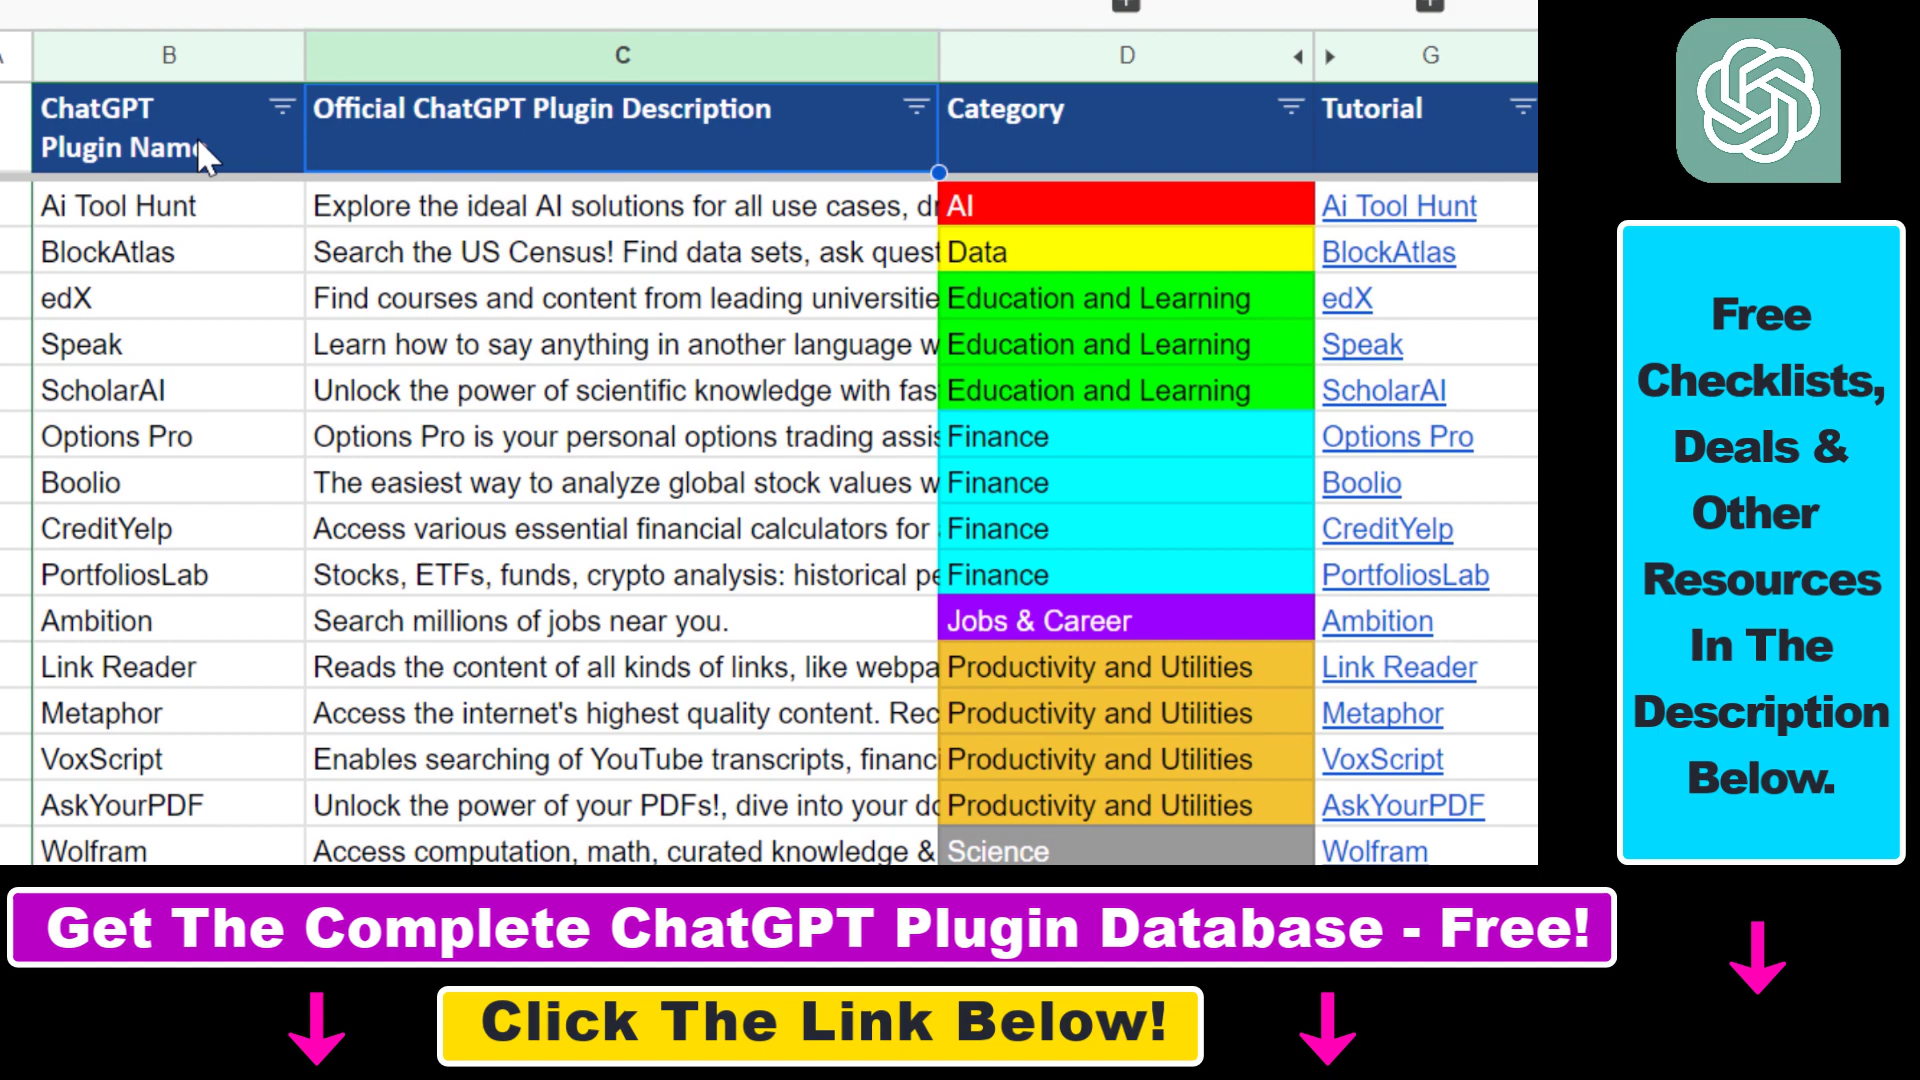 B C D G
ChatGPT Plugin Name Official ChatGPT Plugin Description Category Tutorial
Ai Tool Hunt Explore the ideal AI solutions for all use cases, AI Ai Tool Hunt
BlockAtlas Search the US Census! Find data sets, ask Data BlockAtlas
edX Find courses and content from leading Education and Learning edX
Speak Learn how to say anything in another language Education and Learning Speak
ScholarAI Unlock the power of scientific knowledge with Education and Learning ScholarAI
Options Pro Options Pro is your personal options trading Finance Options Pro
Boolio The easiest way to analyze global stock values Finance Boolio
CreditYelp Access various essential financial calculators for Finance CreditYelp
PortfoliosLab Stocks, ETFs, funds, crypto analysis: historical Finance PortfoliosLab
Ambition Search millions of jobs near you. Jobs & Career Ambition
Link Reader Reads the content of all kinds of links, like Productivity and Utilities Link Reader
Metaphor Access the internet's highest quality content. Productivity and Utilities Metaphor
VoxScript Enables searching of YouTube transcripts, Productivity and Utilities VoxScript
AskYourPDF Unlock the power of your PDFs!, dive into your Productivity and Utilities AskYourPDF
Wolfram Access computation, math, curated knowledge & Science Wolfram
Free
Checklists,
Deals &
Other
Resources
In The
Description
Below.
Get The Complete ChatGPT Plugin Database - Free!
Click The Link Below!